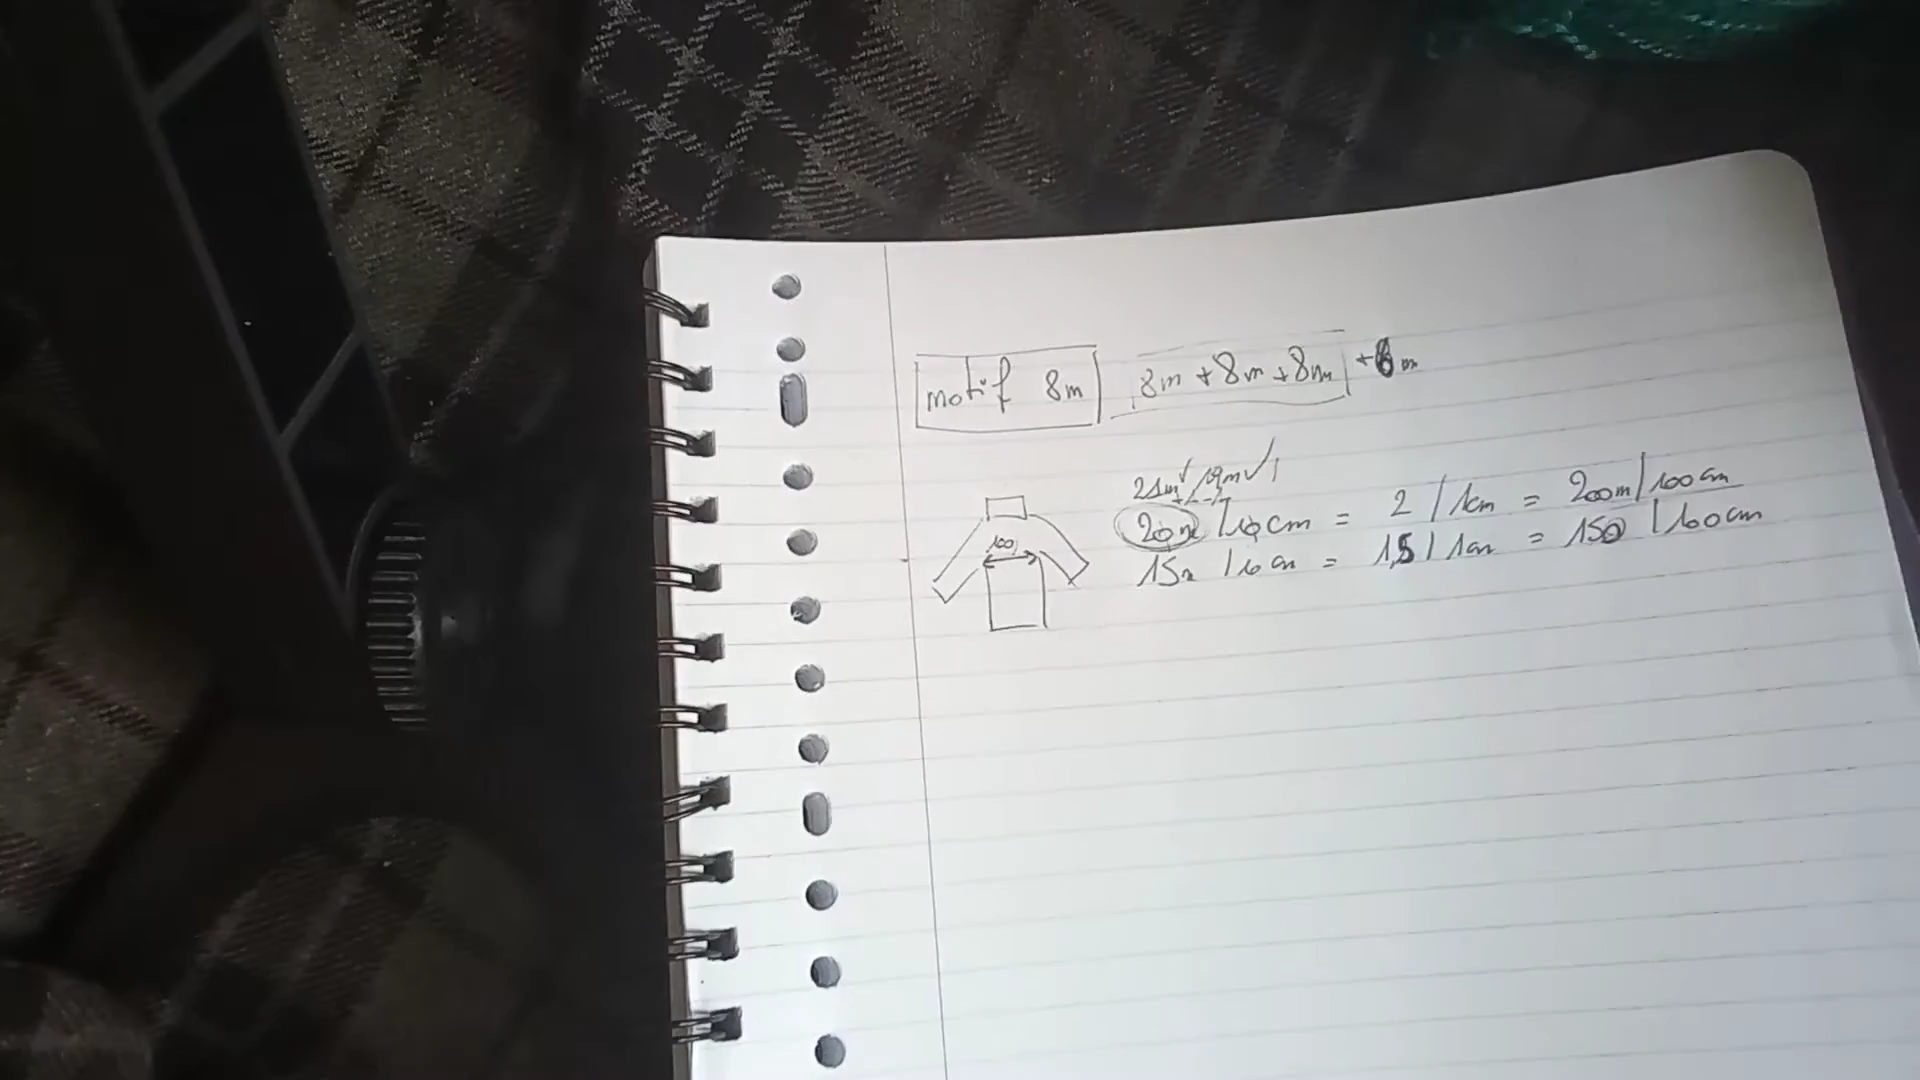 motif 8m 8m + 8m + 8m + 6m
21m / 19m
20m / 10cm = 2 / 1cm = 200m / 100cm
100
15m / 10cm = 1,5 / 1cm = 150 / 100cm